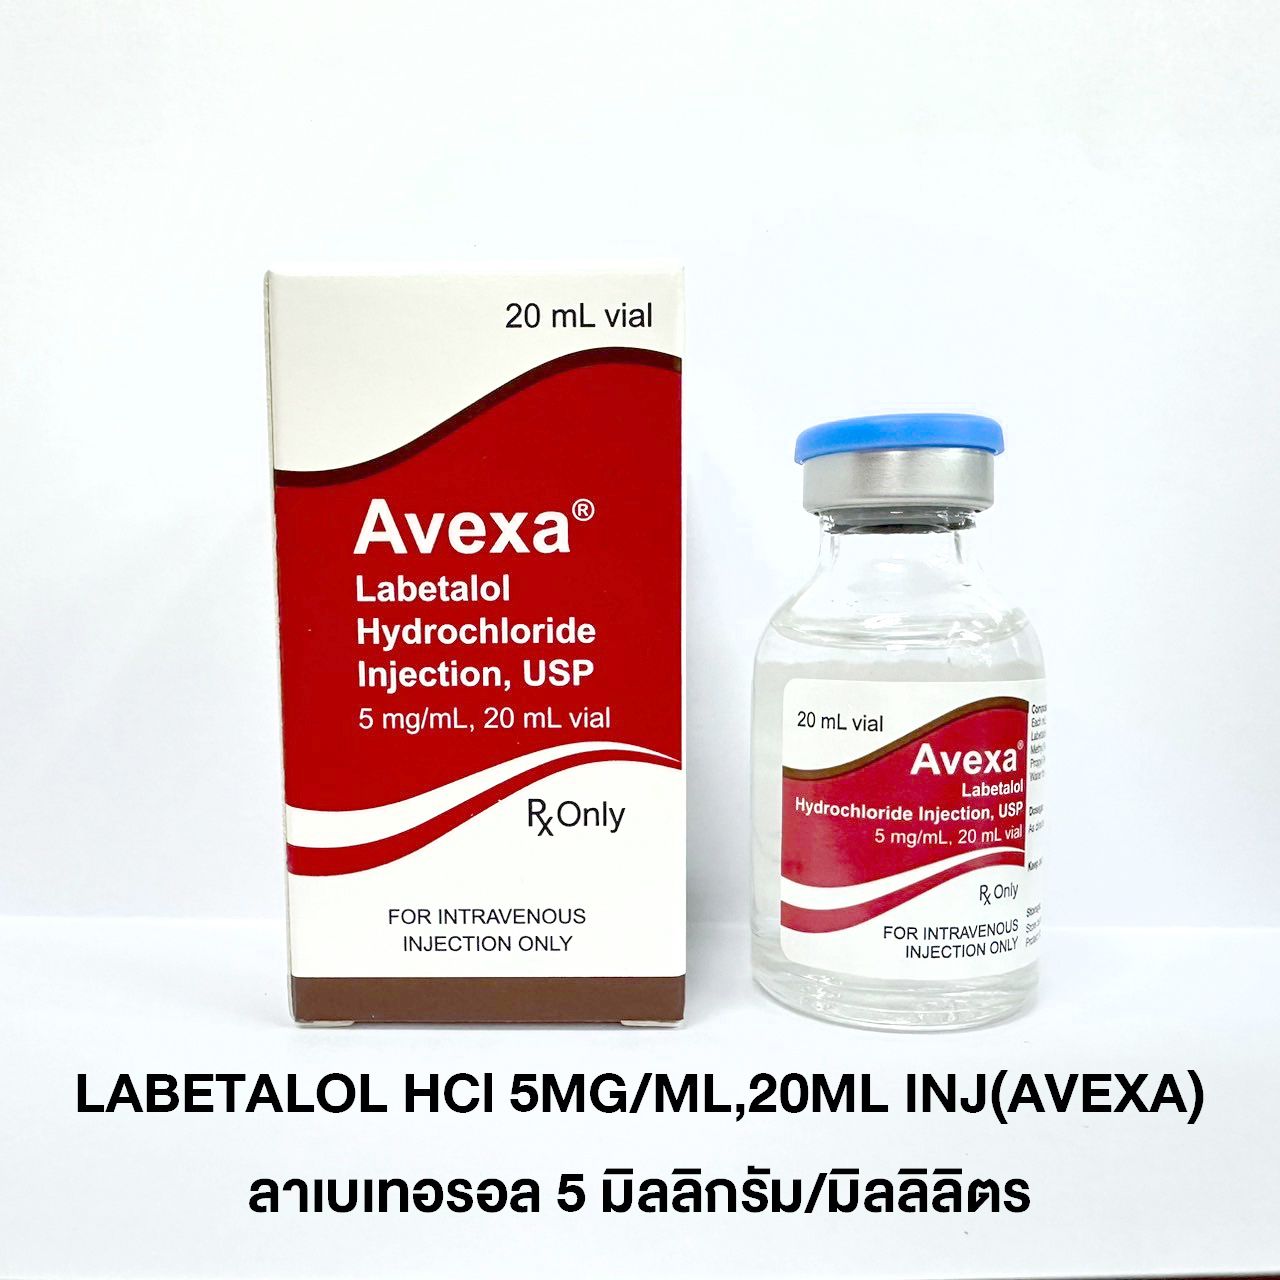 20 mL vial
Avexa®
Labetalol
Hydrochloride
Injection, USP
5 mg/mL, 20 mL vial
Rx Only
FOR INTRAVENOUS
INJECTION ONLY
20 mL vial
Avexa®
Labetalol
Hydrochloride Injection, USP
5 mg/mL, 20 mL vial
Rx Only
FOR INTRAVENOUS
INJECTION ONLY
LABETALOL HCl 5MG/ML,20ML INJ(AVEXA)
ลาเบเทอรอล 5 มิลลิกรัม/มิลลิลิตร